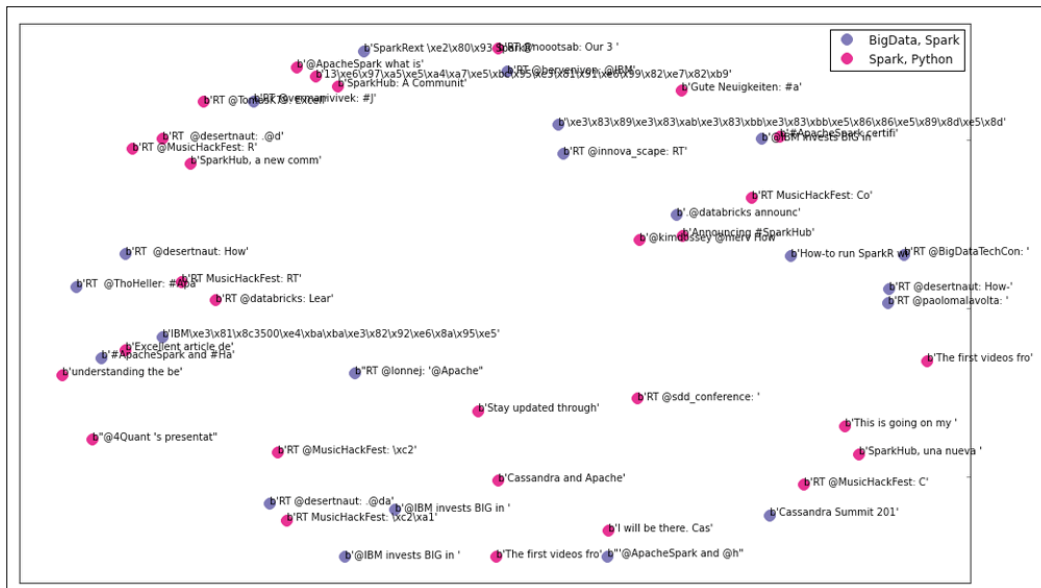 BigData, Spark
Spark, Python
b'SparkRext \xe2\x80\x93 SparkR'
b'RT @noootsab: Our 3 '
b'@ApacheSpark what is'
b'RT @heryeniven: @IBM'
b'13\xe6\x97\xa5\xe5\xa4\xa7\xe5\xbc\x95\xe3\x81\x91\xe6\x99\x82\xe7\x82\xb9'
b'SparkHub: A Communit'
b'Gute Neuigkeiten: #a'
b'RT @TomasK79: Excell'
b'RT @vermanivivek: #J'
b'\xe3\x83\x89\xe3\x83\xab\xe3\x83\xbb\xe3\x83\xbb\xe5\x86\x86\xe5\x89\x8d\xe5\x8d'
b'RT  @desertnaut: .@d'
b'#ApacheSpark certifi'
b'@IBM invests BIG in '
b'RT @MusicHackFest: R'
b'RT @innova_scape: RT'
b'SparkHub, a new comm'
b'RT MusicHackFest: Co'
b'.@databricks announc'
b'Announcing #SparkHub'
b'@kimdossey @merv How'
b'RT  @desertnaut: How'
b'How-to run SparkR wi
b'RT @BigDataTechCon: '
b'RT MusicHackFest: RT'
b'RT  @ThoHeller: #Apa'
b'RT @desertnaut: How-'
b'RT @databricks: Lear'
b'RT @paolomalavolta: '
b'IBM\xe3\x81\x8c3500\xe4\xba\xba\xe3\x82\x92\xe6\x8a\x95\xe5'
b'Excellent article de'
b'#ApacheSpark and #Ha'
b'The first videos fro'
b'understanding the be'
b"RT @lonnej: '@Apache"
b'RT @sdd_conference: '
b'Stay updated through'
b'This is going on my '
b"@4Quant 's presentat"
b'RT @MusicHackFest: \xc2'
b'SparkHub, una nueva '
b'Cassandra and Apache'
b'RT @MusicHackFest: C'
b'RT @desertnaut: .@da'
b'@IBM invests BIG in '
b'Cassandra Summit 201'
b'RT MusicHackFest: \xc2\xa1'
b'I will be there. Cas'
b'@IBM invests BIG in '
b'The first videos fro'
b"'@ApacheSpark and @h"